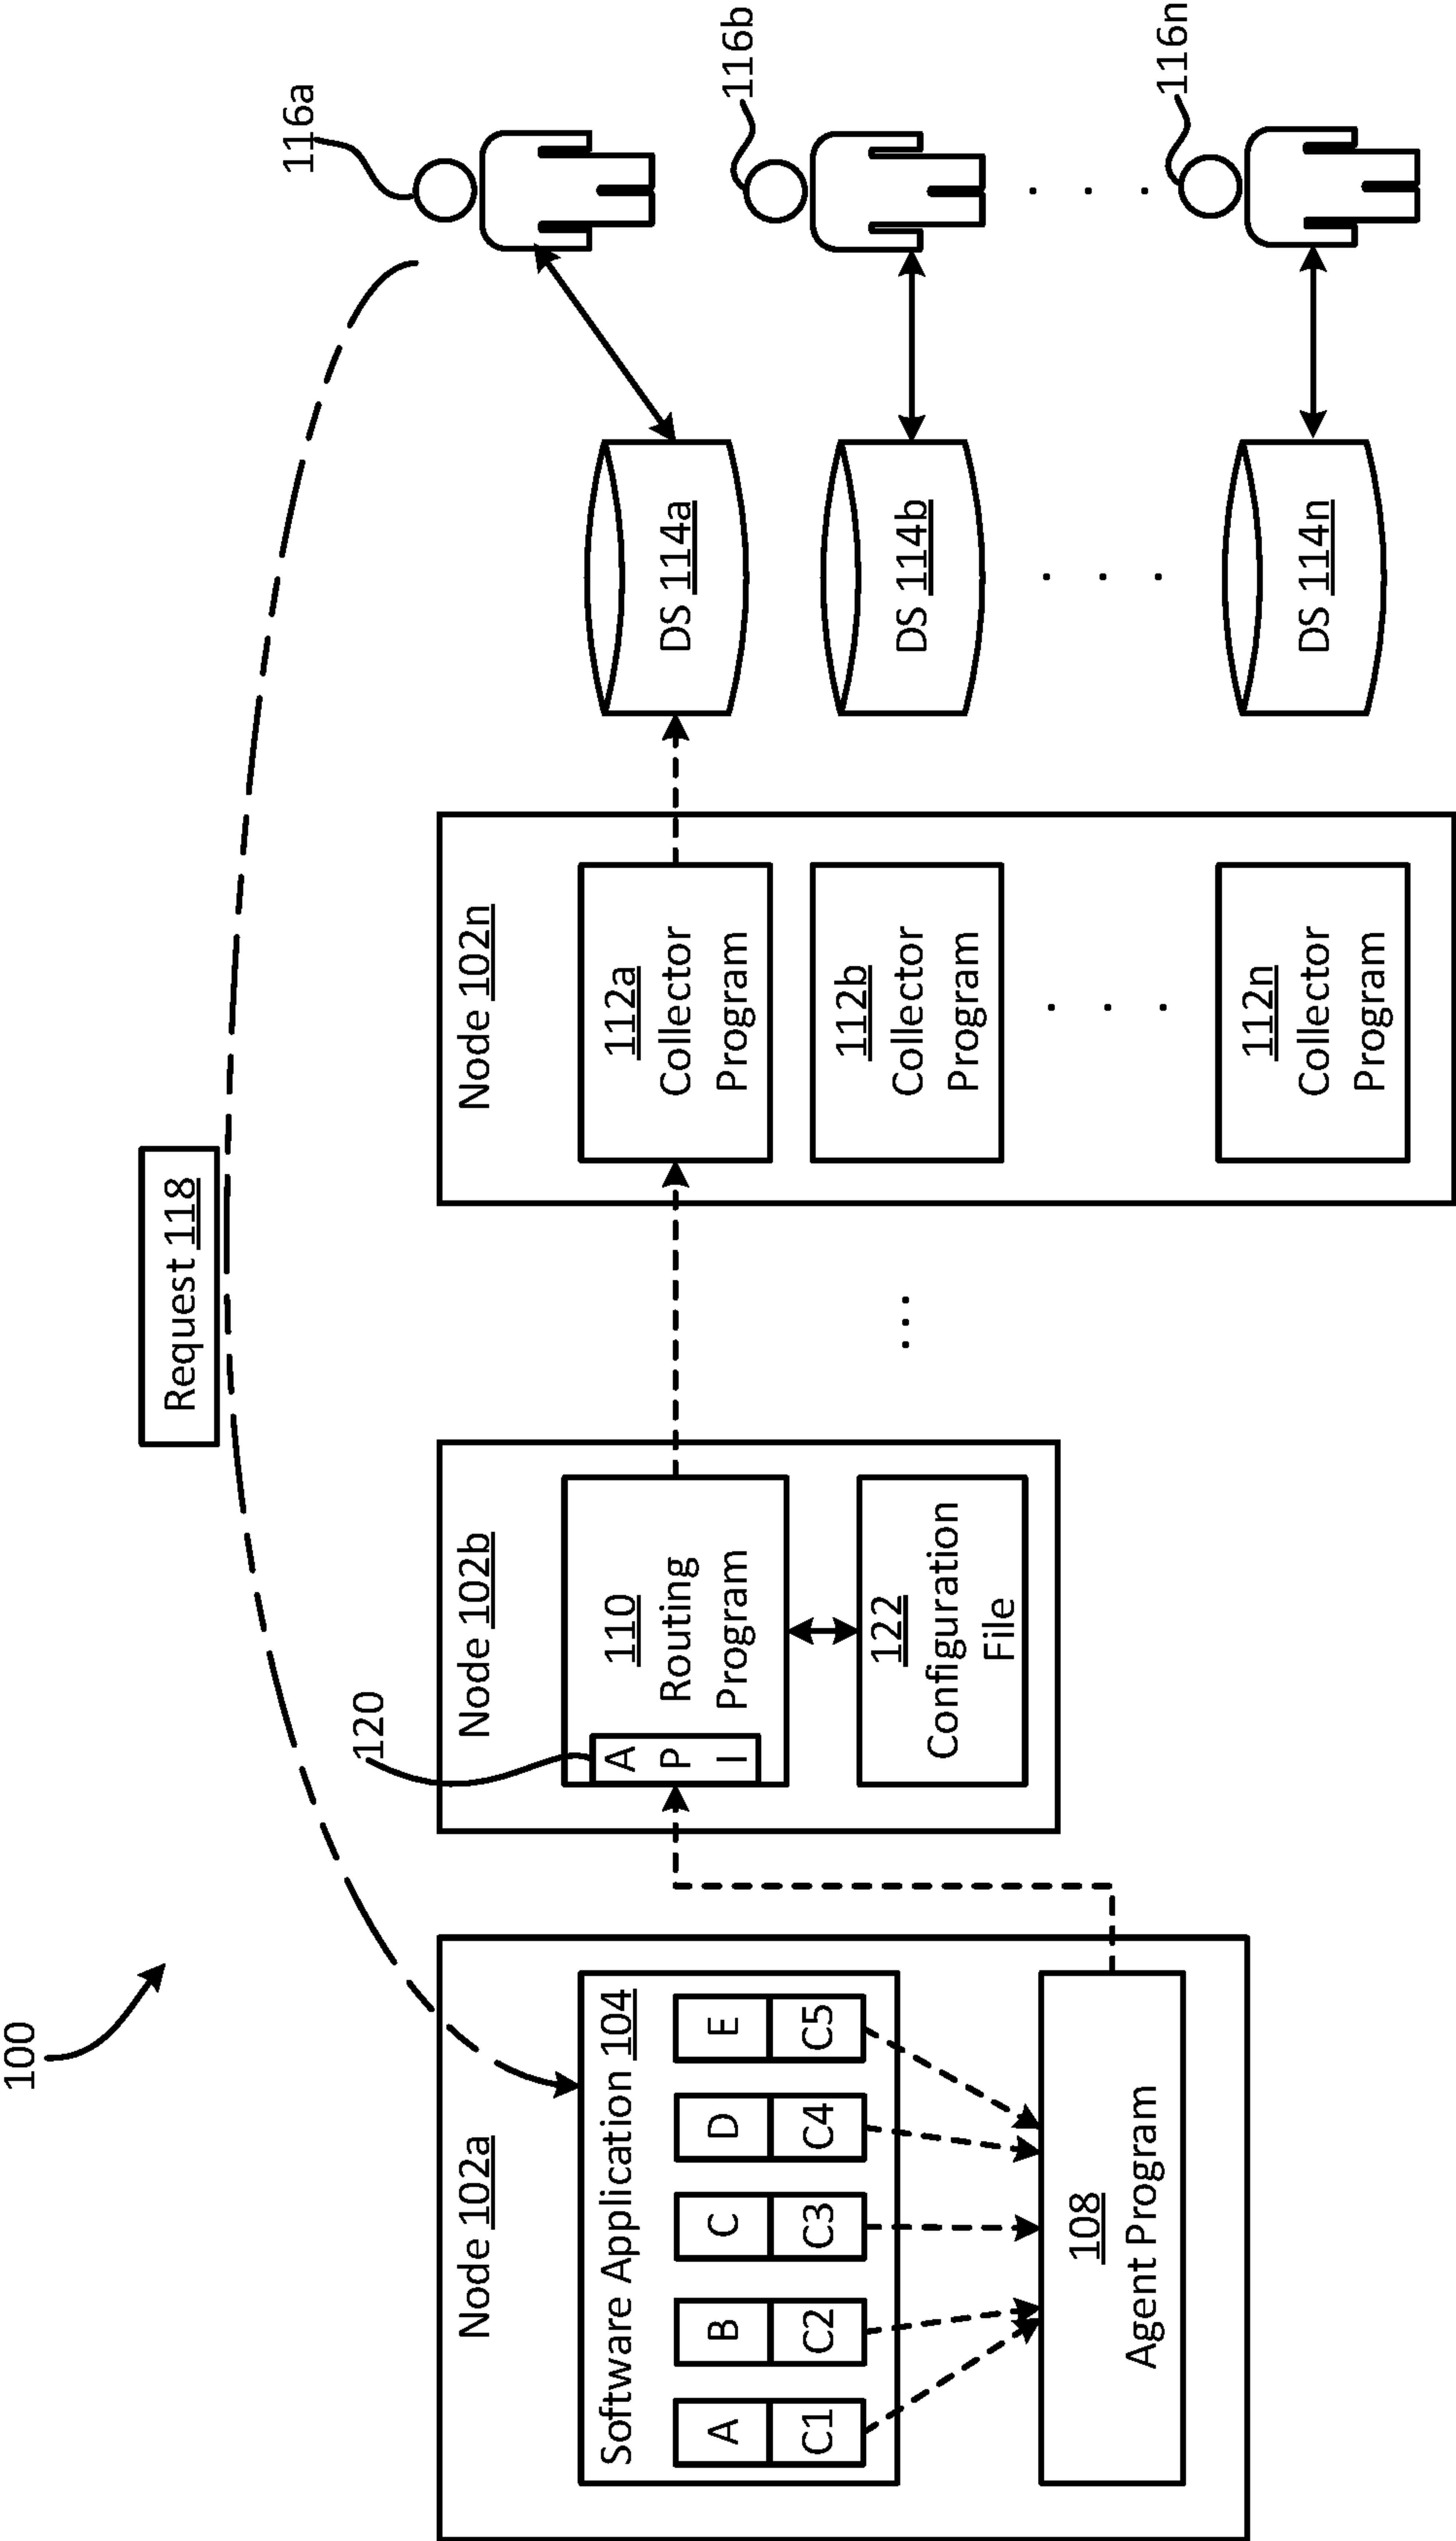 100
Request 118
116a
116b
116n
120
Node 102a
Software Application 104
A
B
C
D
E
C1
C2
C3
C4
C5
108
Agent Program
Node 102b
A
P
I
110
Routing
Program
122
Configuration
File
. . .
Node 102n
112a
Collector
Program
112b
Collector
Program
. . .
112n
Collector
Program
DS 114a
DS 114b
. . .
DS 114n
. . .